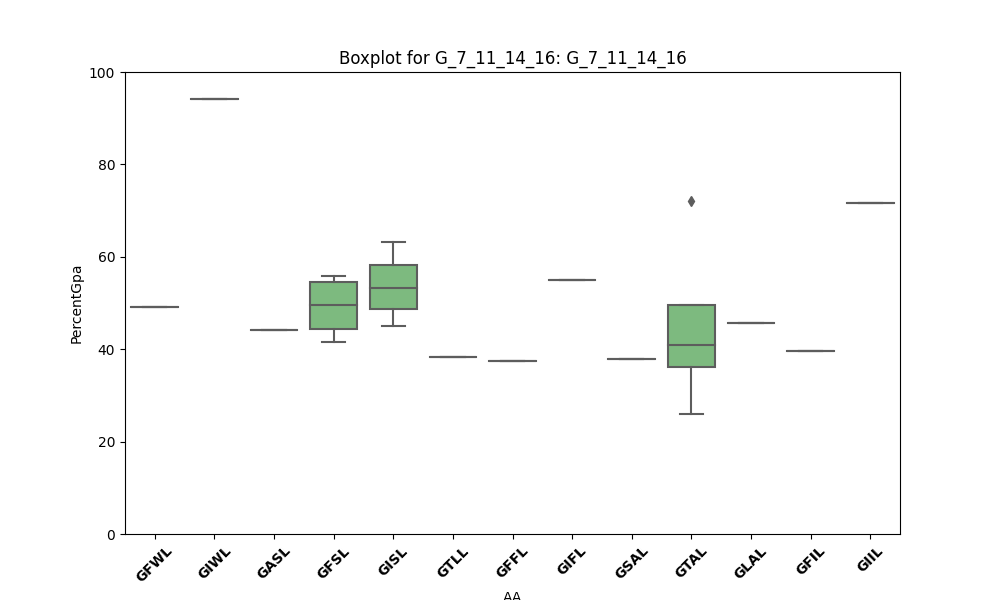 Boxplot for G_7_11_14_16: G_7_11_14_16
100
80
60
40
20
0
PercentGpa
GFWL
GIWL
GASL
GFSL
GISL
GTLL
GFFL
GIFL
GSAL
GTAL
GLAL
GFIL
GIIL
AA